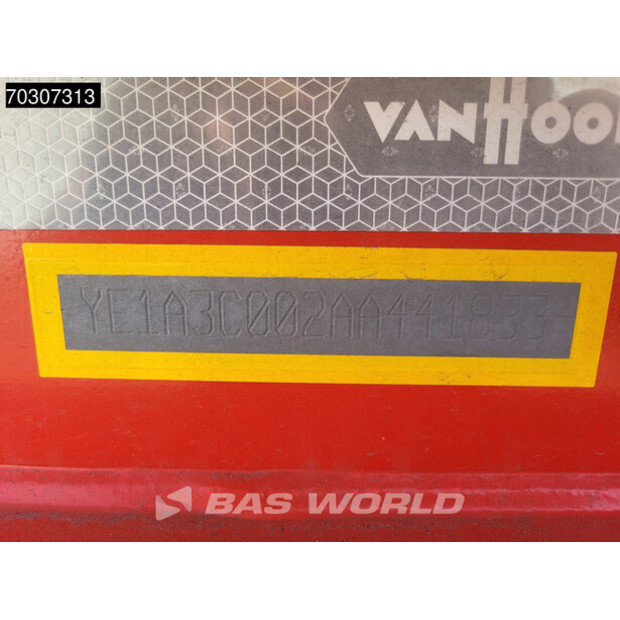 70307313
VANHOOL
YE1A3C002AA441833
BAS WORLD